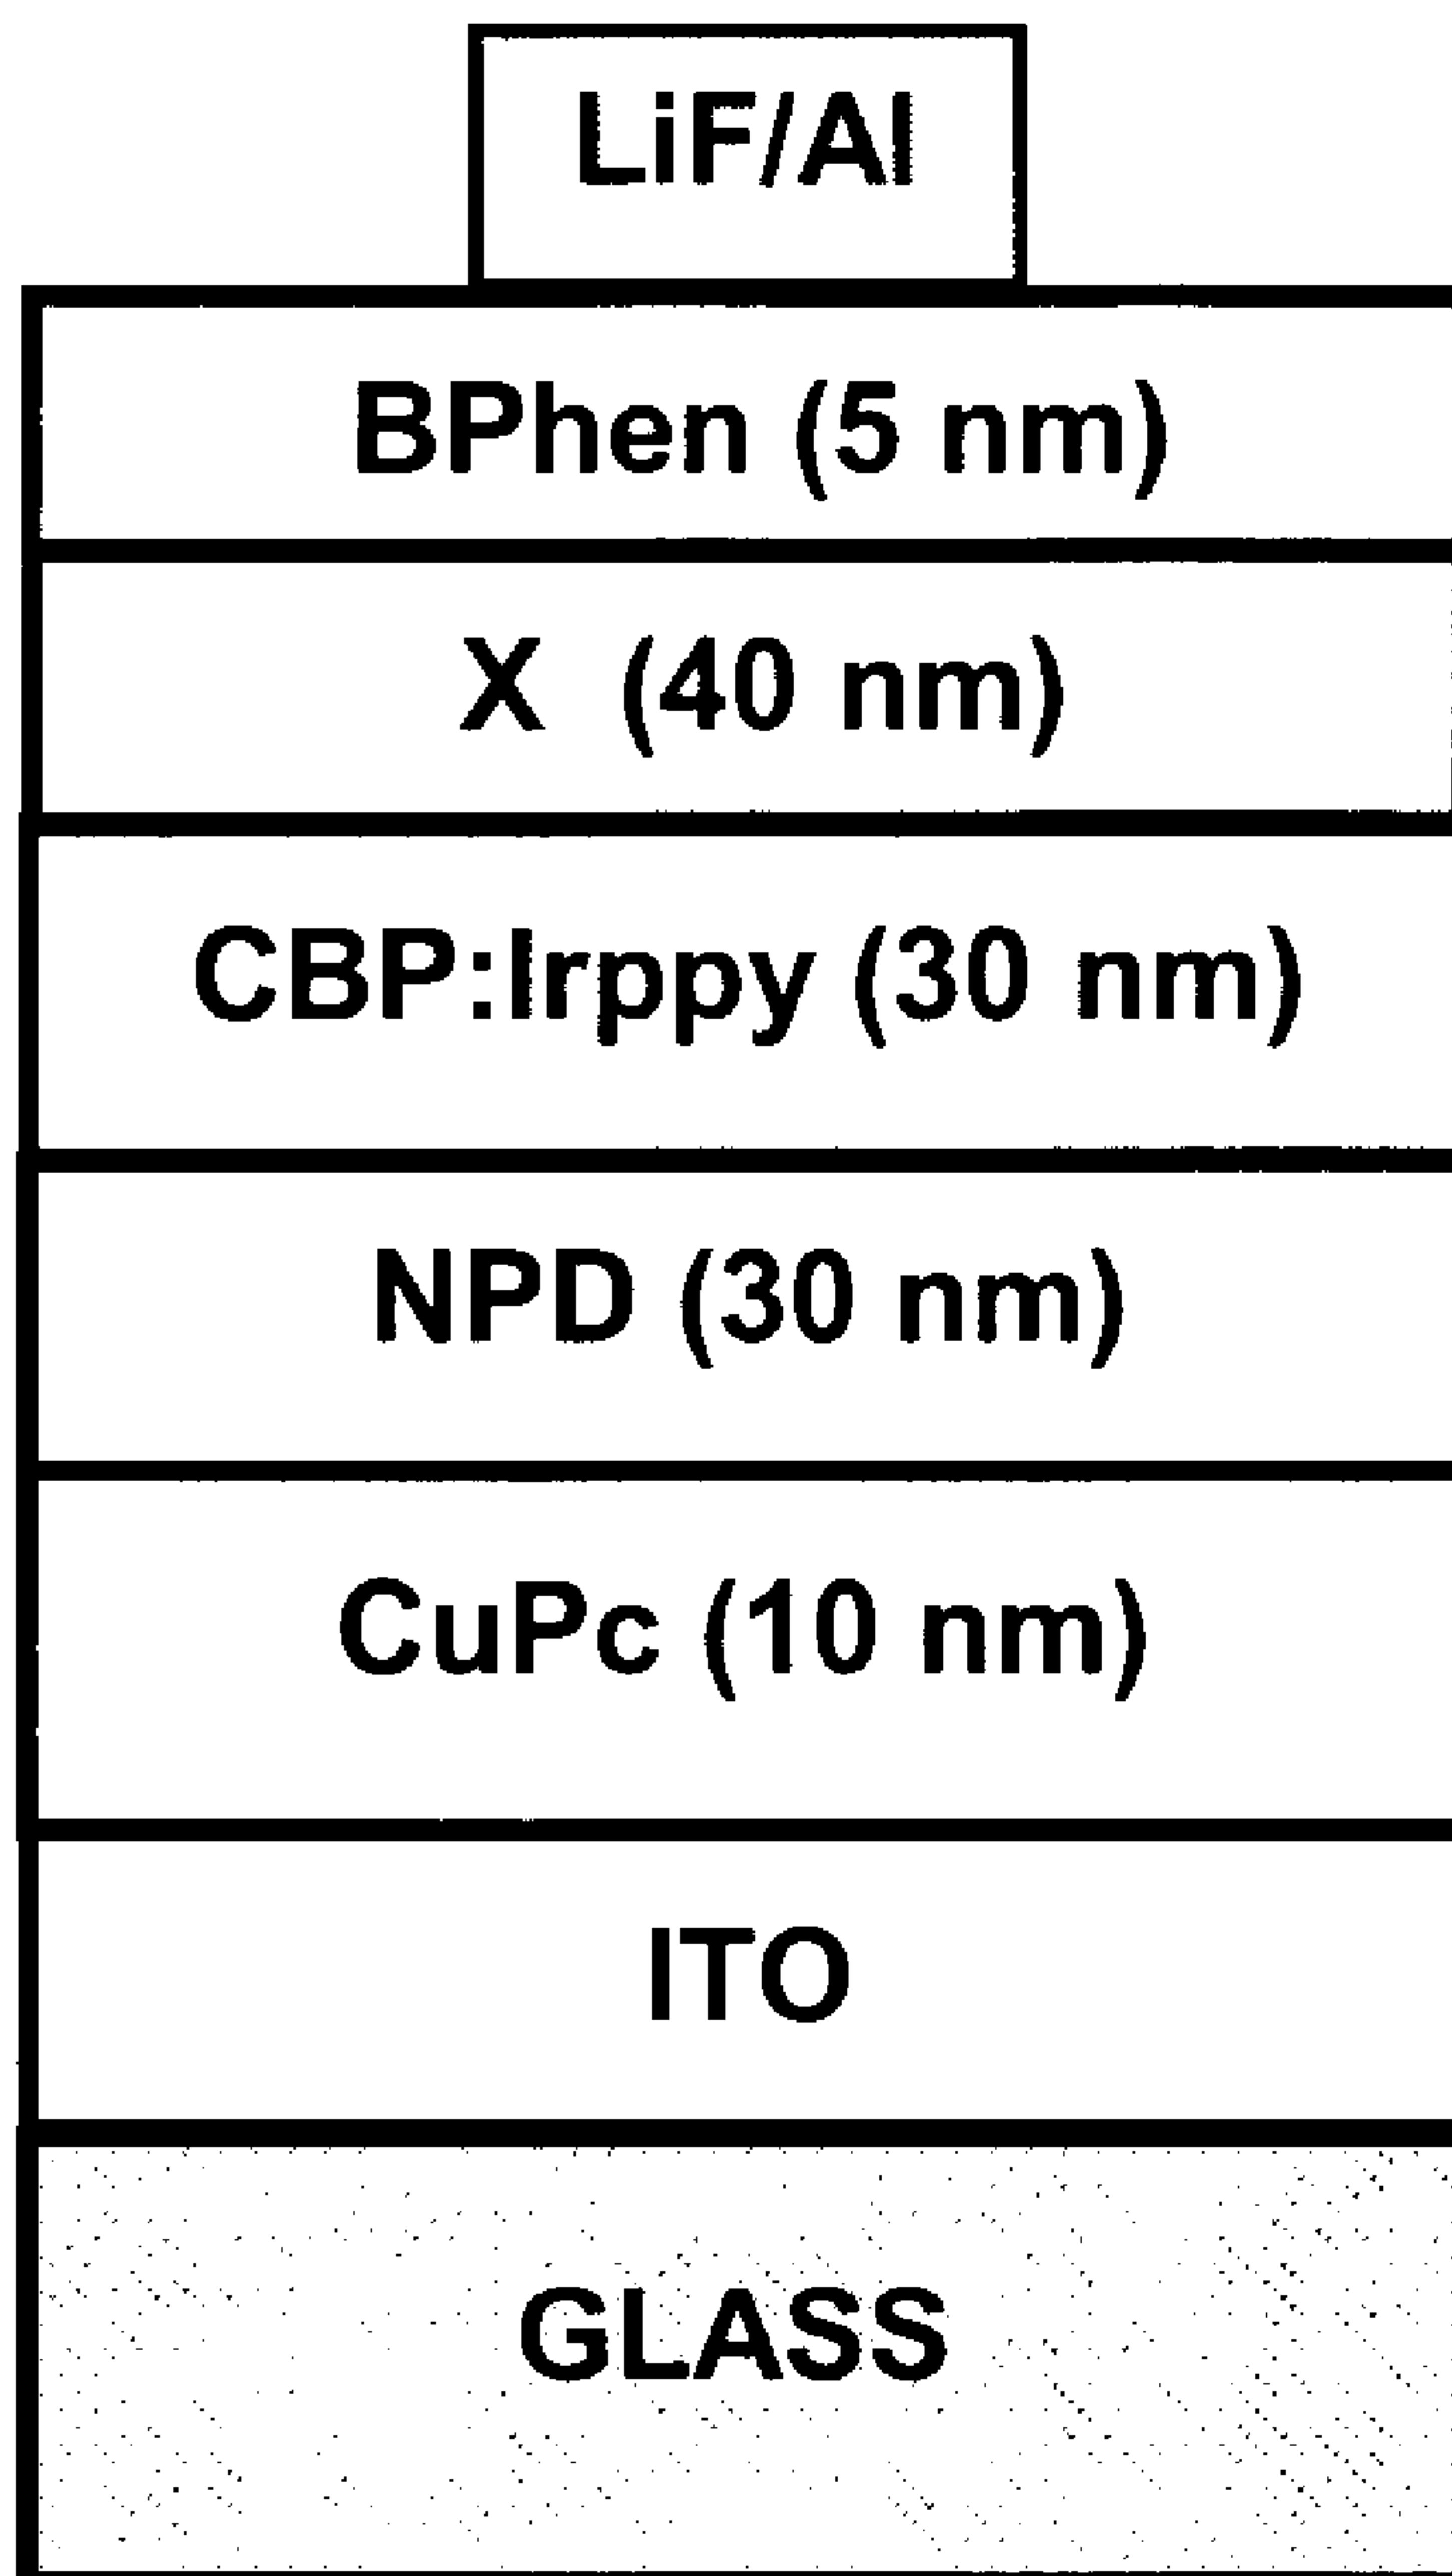 LiF/Al
BPhen (5 nm)
X (40 nm)
CBP:Irppy (30 nm)
NPD (30 nm)
CuPc (10 nm)
ITO
GLASS